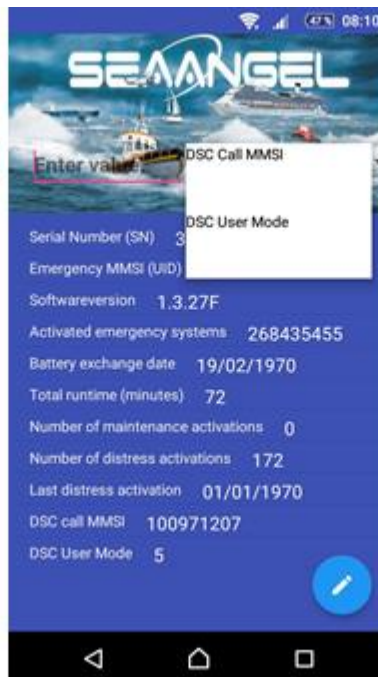 47% 08:10
SEAANGEL
Enter value
DSC Call MMSI
DSC User Mode
Serial Number (SN) 3
Emergency MMSI (UID)
Softwareversion 1.3.27F
Activated emergency systems 268435455
Battery exchange date 19/02/1970
Total runtime (minutes) 72
Number of maintenance activations 0
Number of distress activations 172
Last distress activation 01/01/1970
DSC call MMSI 100971207
DSC User Mode 5